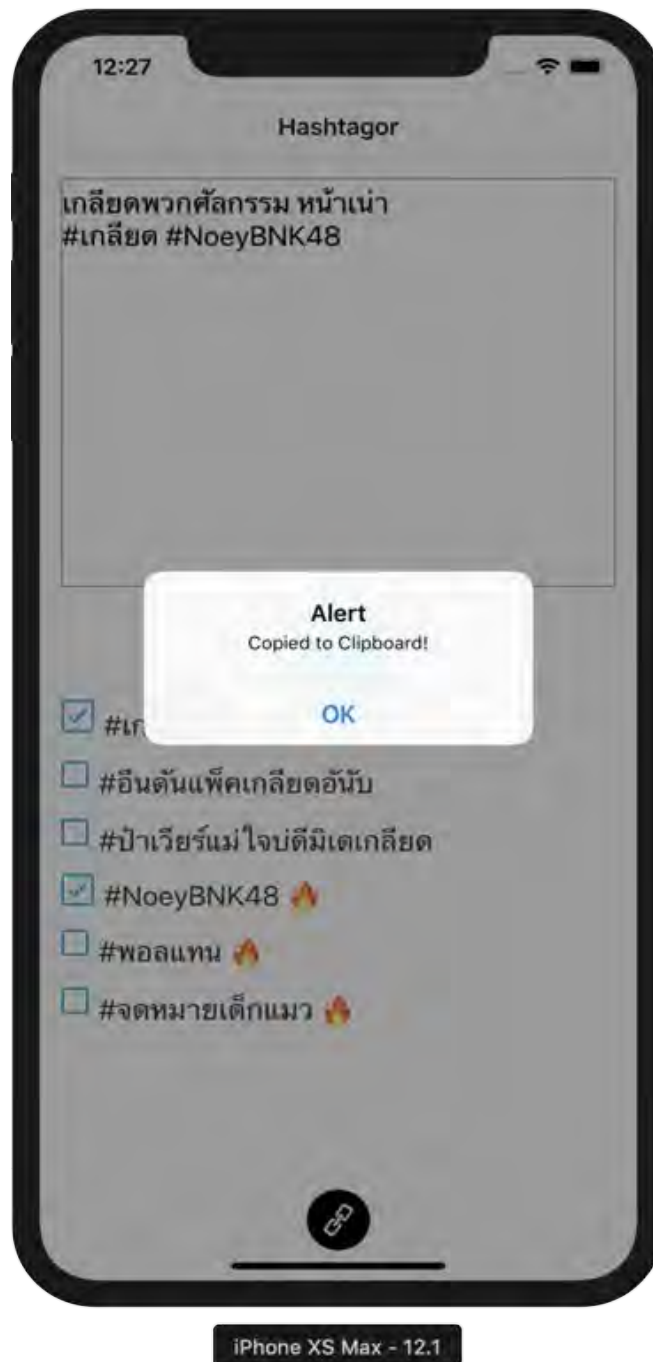 12:27
Hashtagor
เกลียดพวกศัลกรรม หน้าเน่า
#เกลียด #NoeyBNK48
Alert
Copied to Clipboard!
OK
#เก
#อินดันแพ็คเกลียดอันับ
#ป๋าเวียร์แม่ใจบ่ดีมิเตเกลียด
#NoeyBNK48 🔥
#พอลแทน 🔥
#จดหมายเด็กแมว 🔥
iPhone XS Max - 12.1